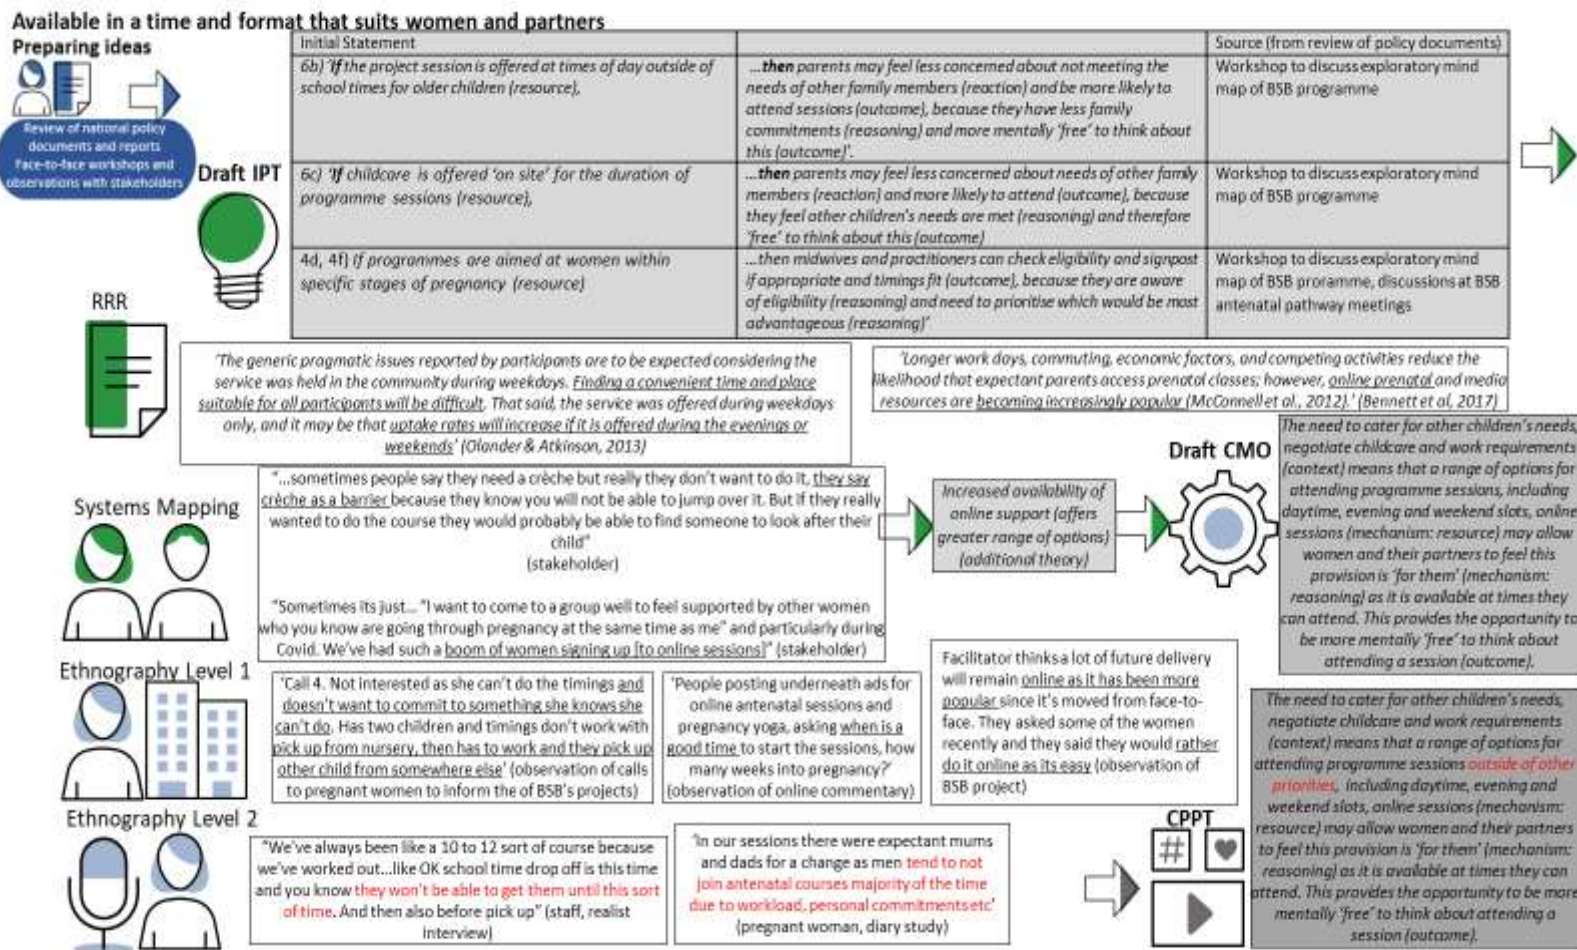 Available in a time and format that suits women and partners
Preparing ideas
Review of national policy
documents and reports
Face-to-face workshops and
observations with stakeholders
Draft IPT
Initial Statement
Source (from review of policy documents)
6b) 'If the project session is offered at times of day outside of
school times for older children (resource),
...then parents may feel less concerned about not meeting the
needs of other family members (reaction) and be more likely to
attend sessions (outcome), because they have less family
commitments (reasoning) and more mentally 'free' to think about
this (outcome)'.
Workshop to discuss exploratory mind
map of BSB programme
6c) 'If childcare is offered 'on site' for the duration of
programme sessions (resource),
...then parents may feel less concerned about needs of other family
members (reaction) and more likely to attend (outcome), because
they feel other children's needs are met (reasoning) and therefore
'free' to think about this (outcome)
Workshop to discuss exploratory mind
map of BSB programme
4d, 4f) If programmes are aimed at women within
specific stages of pregnancy (resource)
...then midwives and practitioners can check eligibility and signpost
if appropriate and timings fit (outcome), because they are aware
of eligibility (reasoning) and need to prioritise which would be most
advantageous (reasoning)'
Workshop to discuss exploratory mind
map of BSB proramme, discussions at BSB
antenatal pathway meetings
RRR
'The generic pragmatic issues reported by participants are to be expected considering the
service was held in the community during weekdays. Finding a convenient time and place
suitable for all participants will be difficult. That said, the service was offered during weekdays
only, and it may be that uptake rates will increase if it is offered during the evenings or
weekends' (Olander & Atkinson, 2013)
'Longer work days, commuting, economic factors, and competing activities reduce the
likelihood that expectant parents access prenatal classes; however, online prenatal and media
resources are becoming increasingly popular (McConnell et al., 2012).' (Bennett et al, 2017)
Systems Mapping
"...sometimes people say they need a crèche but really they don't want to do it, they say
crèche as a barrier because they know you will not be able to jump over it. But if they really
wanted to do the course they would probably be able to find someone to look after their
child"
(stakeholder)
"Sometimes its just... "I want to come to a group well to feel supported by other women
who you know are going through pregnancy at the same time as me" and particularly during
Covid. We've had such a boom of women signing up [to online sessions]" (stakeholder)
Increased availability of
online support (offers
greater range of options)
(additional theory)
Draft CMO
The need to cater for other children's needs,
negotiate childcare and work requirements
(context) means that a range of options for
attending programme sessions, including
daytime, evening and weekend slots, online
sessions (mechanism: resource) may allow
women and their partners to feel this
provision is 'for them' (mechanism:
reasoning) as it is available at times they
can attend. This provides the opportunity to
be more mentally 'free' to think about
attending a session (outcome).
Ethnography Level 1
'Call 4. Not interested as she can't do the timings and
doesn't want to commit to something she knows she
can't do. Has two children and timings don't work with
pick up from nursery, then has to work and they pick up
other child from somewhere else' (observation of calls
to pregnant women to inform the of BSB's projects)
'People posting underneath ads for
online antenatal sessions and
pregnancy yoga, asking when is a
good time to start the sessions, how
many weeks into pregnancy?'
(observation of online commentary)
Facilitator thinks a lot of future delivery
will remain online as it has been more
popular since it's moved from face-to-
face. They asked some of the women
recently and they said they would rather
do it online as its easy (observation of
BSB project)
Ethnography Level 2
"We've always been like a 10 to 12 sort of course because
we've worked out...like OK school time drop off is this time
and you know they won't be able to get them until this sort
of time. And then also before pick up" (staff, realist
interview)
'In our sessions there were expectant mums
and dads for a change as men tend to not
join antenatal courses majority of the time
due to workload, personal commitments etc'
(pregnant woman, diary study)
CPPT
#
The need to cater for other children's needs,
negotiate childcare and work requirements
(context) means that a range of options for
attending programme sessions outside of other
priorities, including daytime, evening and
weekend slots, online sessions (mechanism:
resource) may allow women and their partners
to feel this provision is 'for them' (mechanism:
reasoning) as it is available at times they can
attend. This provides the opportunity to be more
mentally 'free' to think about attending a
session (outcome).